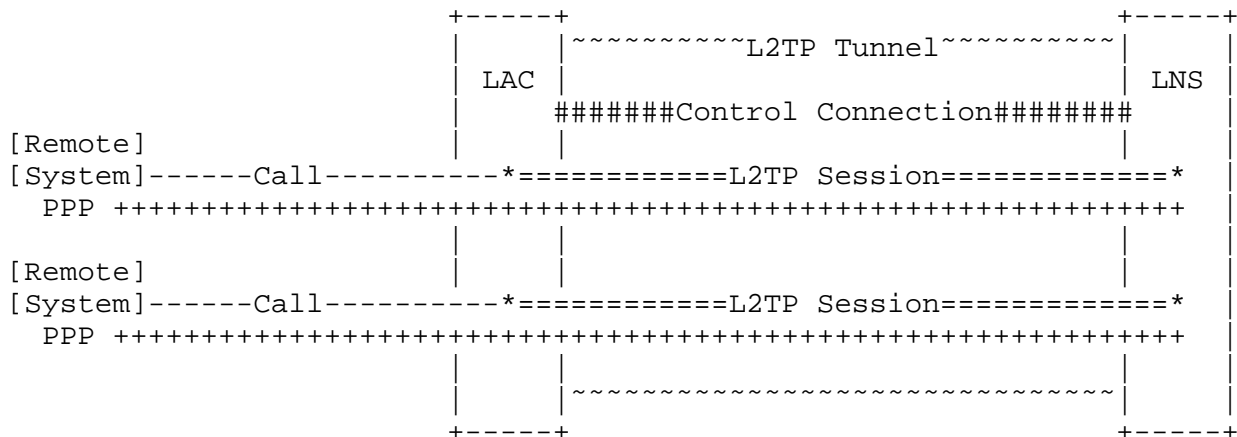 +-----+                               +-----+
|     |~~~~~~~~~~L2TP Tunnel~~~~~~~~~~|     |
| LAC |                               | LNS |
|     #######Control Connection########     |
[Remote]                  |     |                               |     |
[System]------Call----------*============L2TP Session=============*  |
PPP +++++++++++++++++++++++++++++++++++++++++++++++++++++++++++++  |
|     |                               |     |
[Remote]                  |     |                               |     |
[System]------Call----------*============L2TP Session=============*  |
PPP +++++++++++++++++++++++++++++++++++++++++++++++++++++++++++++  |
|     |                               |     |
|     |~~~~~~~~~~~~~~~~~~~~~~~~~~~~~~~|     |
+-----+                               +-----+